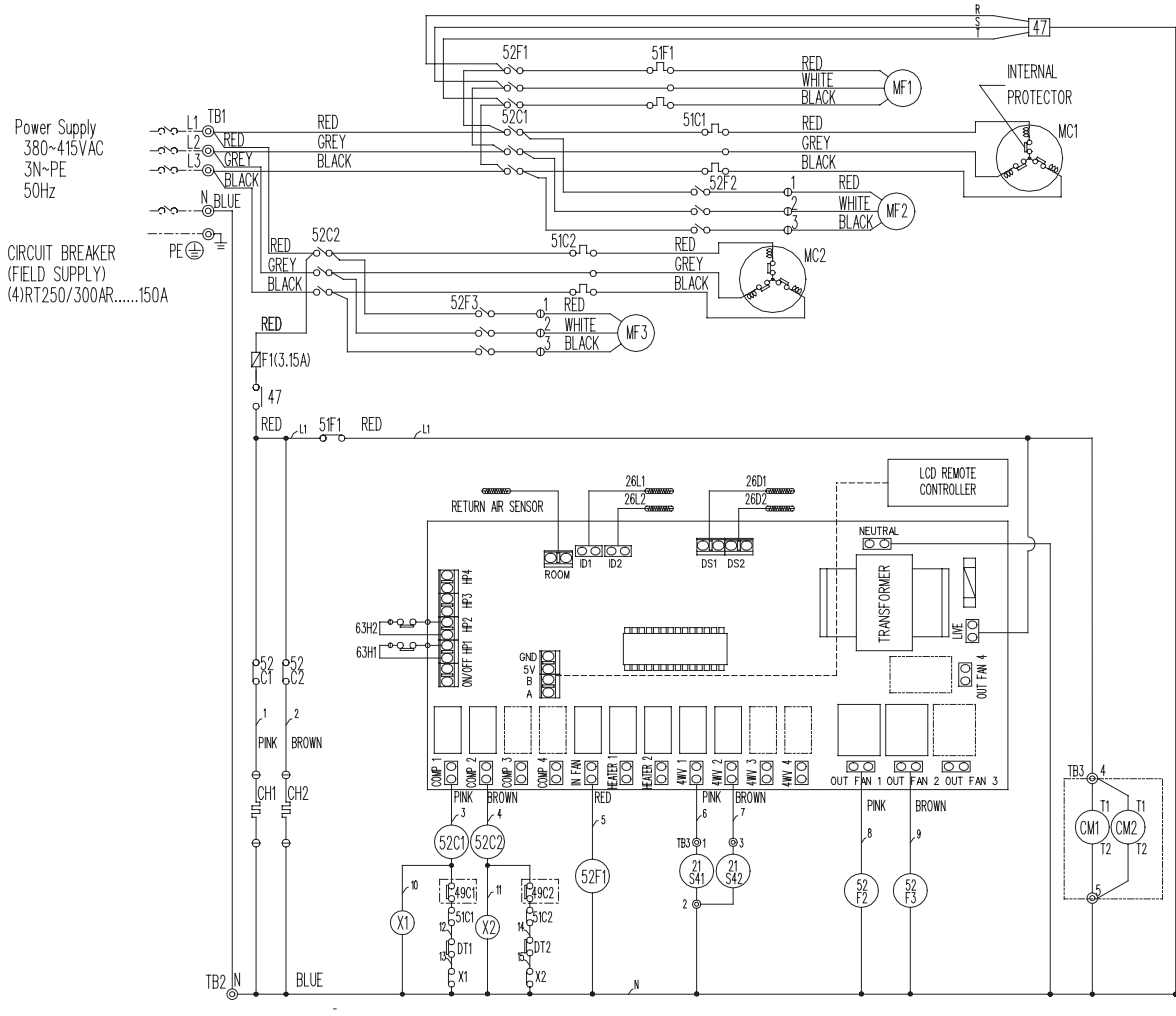 R
S
T
47
52F1
51F1
RED
WHITE
BLACK
MF1
INTERNAL
PROTECTOR
Power Supply
380~415VAC
3N~PE
50Hz
L1
TB1
L2
L3
N
RED
GREY
BLACK
BLUE
RED
GREY
BLACK
52C1
51C1
RED
GREY
BLACK
MC1
52F2
1
2
3
RED
WHITE
BLACK
MF2
CIRCUIT BREAKER
(FIELD SUPPLY)
(4)RT250/300AR......150A
PE
RED
GREY
BLACK
52C2
51C2
RED
GREY
BLACK
MC2
52F3
1
2
3
RED
WHITE
BLACK
MF3
RED
F1(3.15A)
47
RED
L1
51F1
RED
L1
RETURN AIR SENSOR
26L1
26L2
26D1
26D2
LCD REMOTE
CONTROLLER
NEUTRAL
ROOM
ID1
ID2
DS1
DS2
TRANSFORMER
LIVE
HP4
HP3
HP2
HP1
ON/OFF
63H2
63H1
GND
5V
B
A
OUT FAN 4
52
C1
52
C2
1
PINK
2
BROWN
CH1
CH2
COMP 1
COMP 2
COMP 3
COMP 4
IN FAN
HEATER 1
HEATER 2
4WV 1
4WV 2
4WV 3
4WV 4
OUT FAN 1
OUT FAN 2
OUT FAN 3
PINK
BROWN
RED
PINK
BROWN
PINK
BROWN
3
4
5
6
7
8
9
52C1
52C2
52F1
TB3
1
3
21
S41
21
S42
2
52
F2
52
F3
TB3
4
CM1
T1
T2
CM2
T1
T2
5
10
X1
49C1
51C1
12
DT1
13
X1
11
X2
49C2
51C2
14
DT2
15
X2
TB2
N
BLUE
N